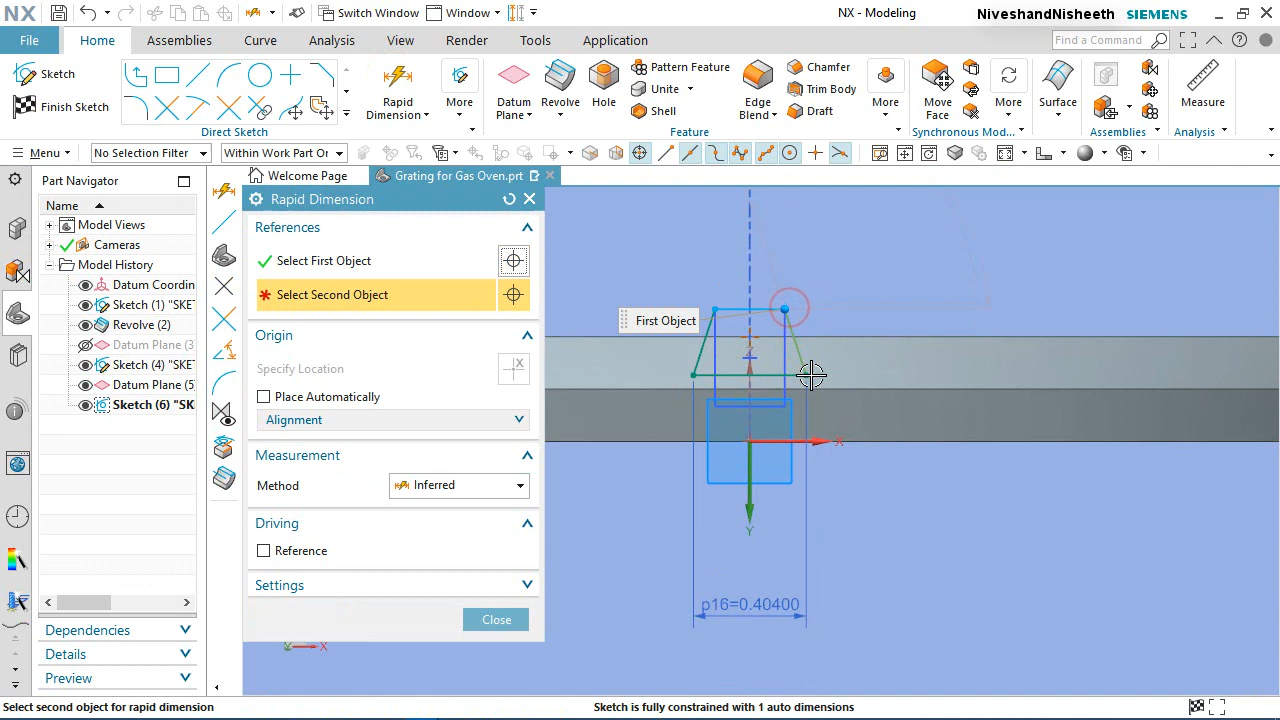 NX
Switch Window
Window
NX - Modeling
NiveshandNisheeth SIEMENS
File Home Assemblies Curve Analysis View Render Tools Application Find a Command
Sketch
Finish Sketch
Direct Sketch
Rapid Dimension
More
Datum Plane
Revolve
Hole
Pattern Feature
Unite
Shell
Edge Blend
Chamfer
Trim Body
Draft
More
Feature
Move Face
More
Synchronous Mod...
Surface
Assemblies
Measure
Analysis
Menu No Selection Filter Within Work Part Or
Part Navigator
Name
Model Views
Cameras
Model History
Datum Coordin
Sketch (1) "SKE
Revolve (2)
Datum Plane (3
Sketch (4) "SKE
Datum Plane (5
Sketch (6) "SK
Dependencies
Details
Preview
Welcome Page Grating for Gas Oven.prt
Rapid Dimension
References
Select First Object
Select Second Object
Origin
Specify Location
Place Automatically
Alignment
Measurement
Method Inferred
Driving
Reference
Settings
Close
First Object
Z
X
Y
p16=0.40400
X
Select second object for rapid dimension
Sketch is fully constrained with 1 auto dimensions